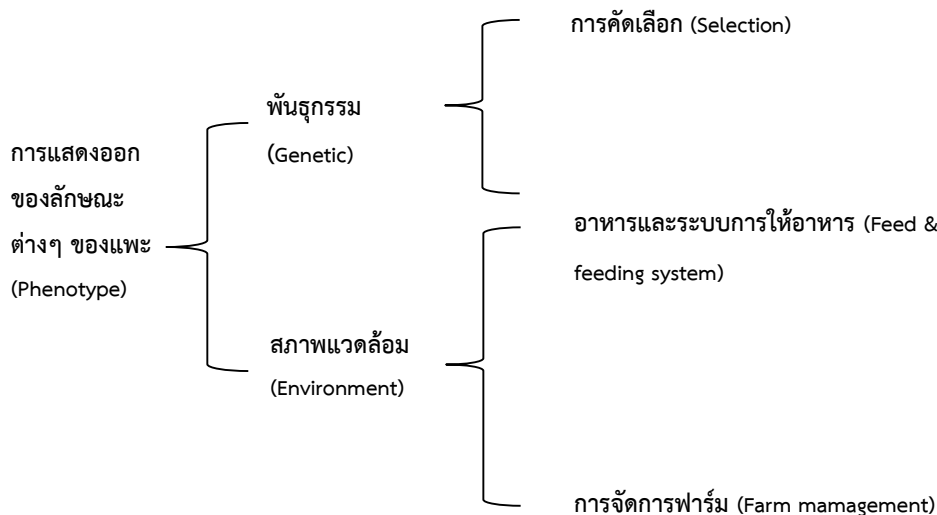 การคัดเลือก (Selection)
พันธุกรรม
(Genetic)
การแสดงออก
ของลักษณะ
ต่างๆ ของแพะ
(Phenotype)
อาหารและระบบการให้อาหาร (Feed &
feeding system)
สภาพแวดล้อม
(Environment)
การจัดการฟาร์ม (Farm mamagement)